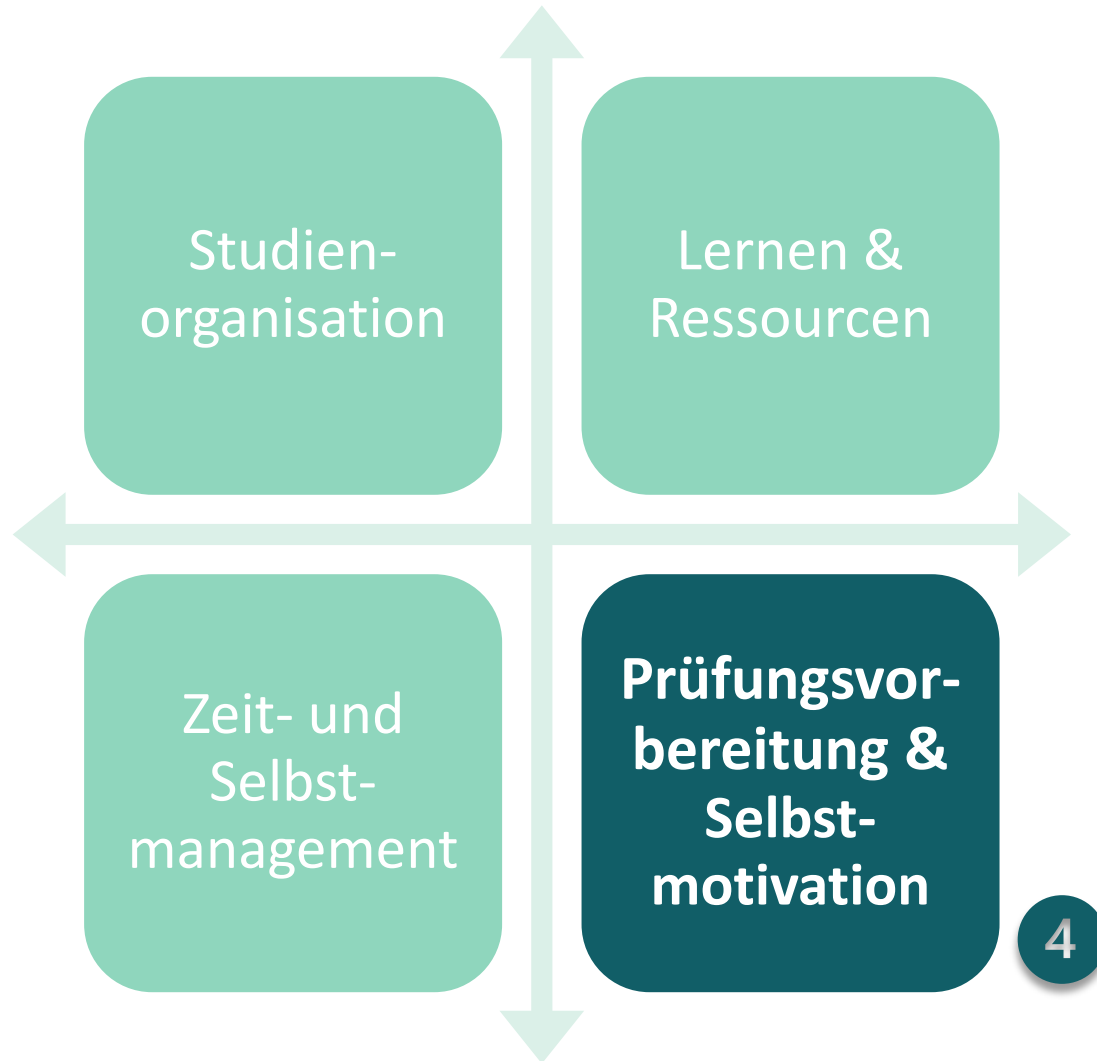 Studien-
organisation
Lernen &
Ressourcen
Zeit- und
Selbst-
management
Prüfungsvor-
bereitung &
Selbst-
motivation
4